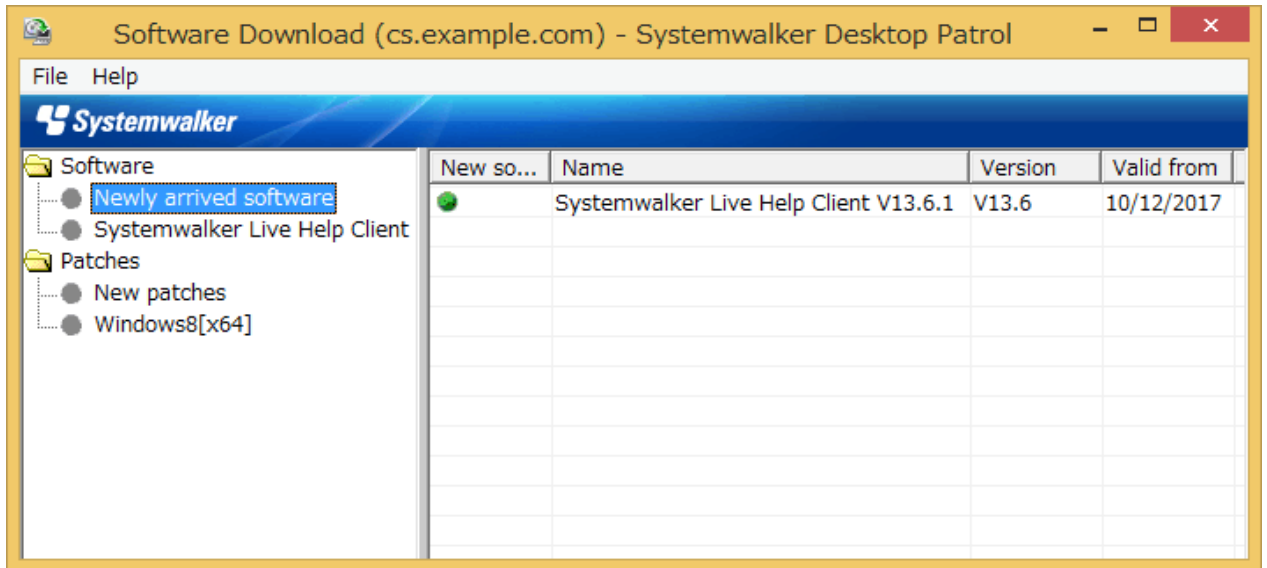 Software Download (cs.example.com) - Systemwalker Desktop Patrol
File Help
Systemwalker
Software
Newly arrived software
Systemwalker Live Help Client
Patches
New patches
Windows8[x64]
New so... Name Version Valid from
Systemwalker Live Help Client V13.6.1 V13.6 10/12/2017